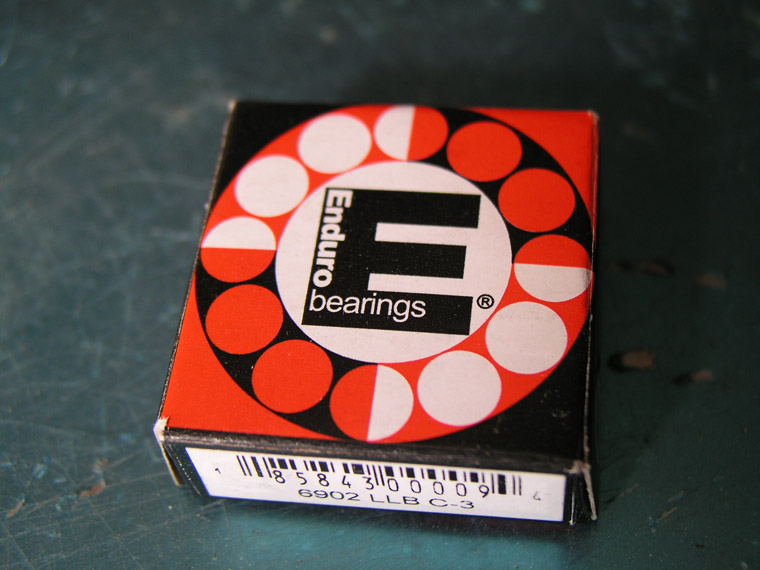 Enduro
bearings®
E
1 85843 00009 4
6902 LLB C-3